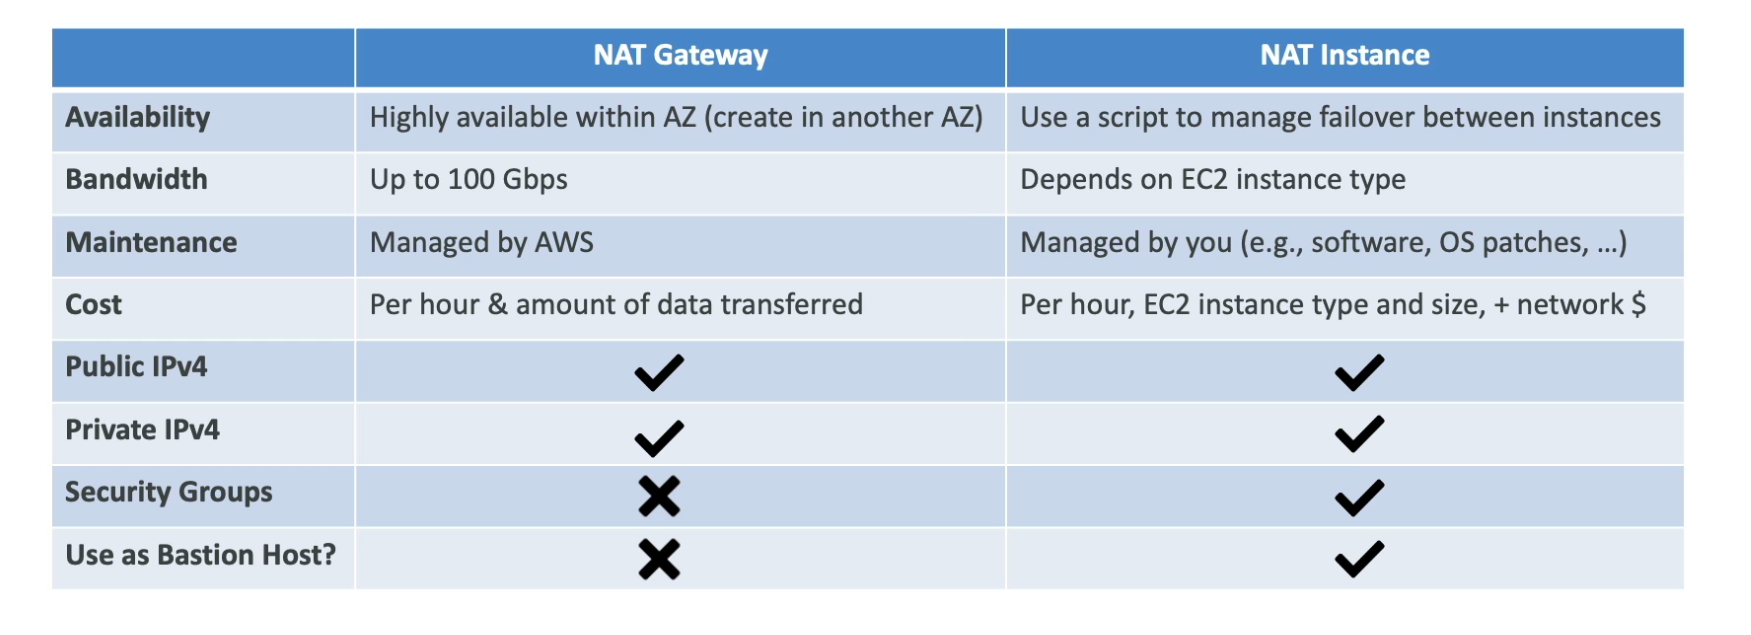 NAT Gateway NAT Instance
Availability Highly available within AZ (create in another AZ) Use a script to manage failover between instances
Bandwidth Up to 100 Gbps Depends on EC2 instance type
Maintenance Managed by AWS Managed by you (e.g., software, OS patches, …)
Cost Per hour & amount of data transferred Per hour, EC2 instance type and size, + network $
Public IPv4 ✔ ✔
Private IPv4 ✔ ✔
Security Groups ✖ ✔
Use as Bastion Host? ✖ ✔